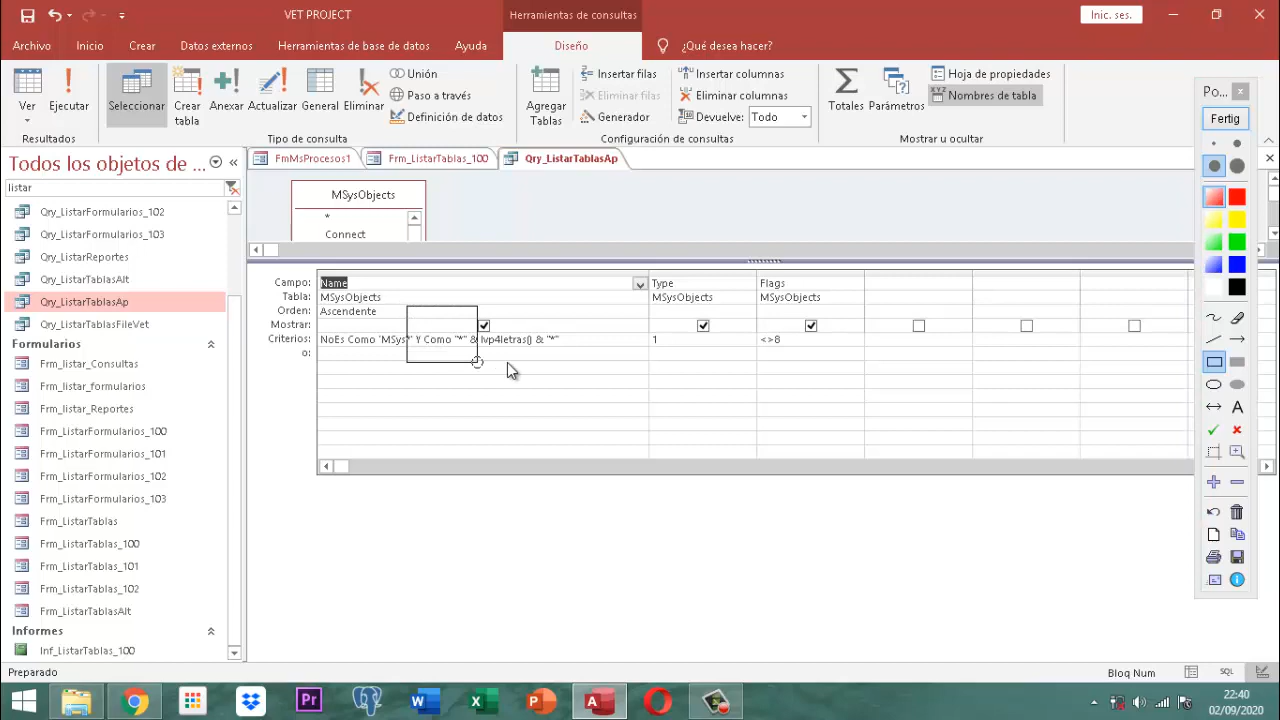 VET PROJECT
Herramientas de consultas
Inic. ses.
Archivo
Inicio
Crear
Datos externos
Herramientas de base de datos
Ayuda
Diseño
¿Qué desea hacer?
Ver
Ejecutar
Seleccionar
Crear tabla
Anexar
Actualizar
General
Eliminar
Unión
Paso a través
Definición de datos
Agregar Tablas
Insertar filas
Eliminar filas
Generador
Insertar columnas
Eliminar columnas
Devuelve: Todo
Totales
Parámetros
Hoja de propiedades
Nombres de tabla
Resultados
Tipo de consulta
Configuración de consultas
Mostrar u ocultar
Po...
Fertig
Todos los objetos de ...
listar
Qry_ListarFormularios_102
Qry_ListarFormularios_103
Qry_ListarReportes
Qry_ListarTablasAlt
Qry_ListarTablasAp
Qry_ListarTablasFileVet
Formularios
Frm_listar_Consultas
Frm_listar_formularios
Frm_listar_Reportes
Frm_ListarFormularios_100
Frm_ListarFormularios_101
Frm_ListarFormularios_102
Frm_ListarFormularios_103
Frm_ListarTablas
Frm_ListarTablas_100
Frm_ListarTablas_101
Frm_ListarTablas_102
Frm_ListarTablasAlt
Informes
Inf_ListarTablas_100
FmMsProcesos1
Frm_ListarTablas_100
Qry_ListarTablasAp
MSysObjects
*
Connect
Campo: Name Type Flags
Tabla: MSysObjects MSysObjects MSysObjects
Orden: Ascendente
Mostrar:
Criterios: NoEs Como "MSys*" Y Como "*" & lvp4letras() & "*" 1 <>8
o:
Preparado
Bloq Num
SQL
22:40
02/09/2020